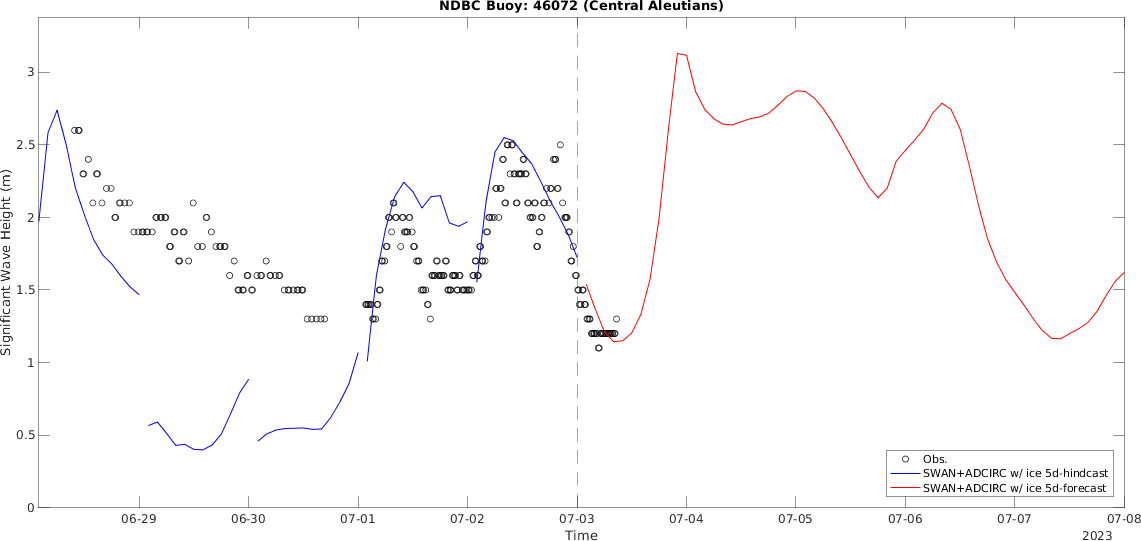 NDBC Buoy: 46072 (Central Aleutians)
Significant Wave Height (m)
3
2.5
2
1.5
1
0.5
0
Obs.
SWAN+ADCIRC w/ ice 5d-hindcast
SWAN+ADCIRC w/ ice 5d-forecast
06-29 06-30 07-01 07-02 07-03 07-04 07-05 07-06 07-07 07-08
Time
2023